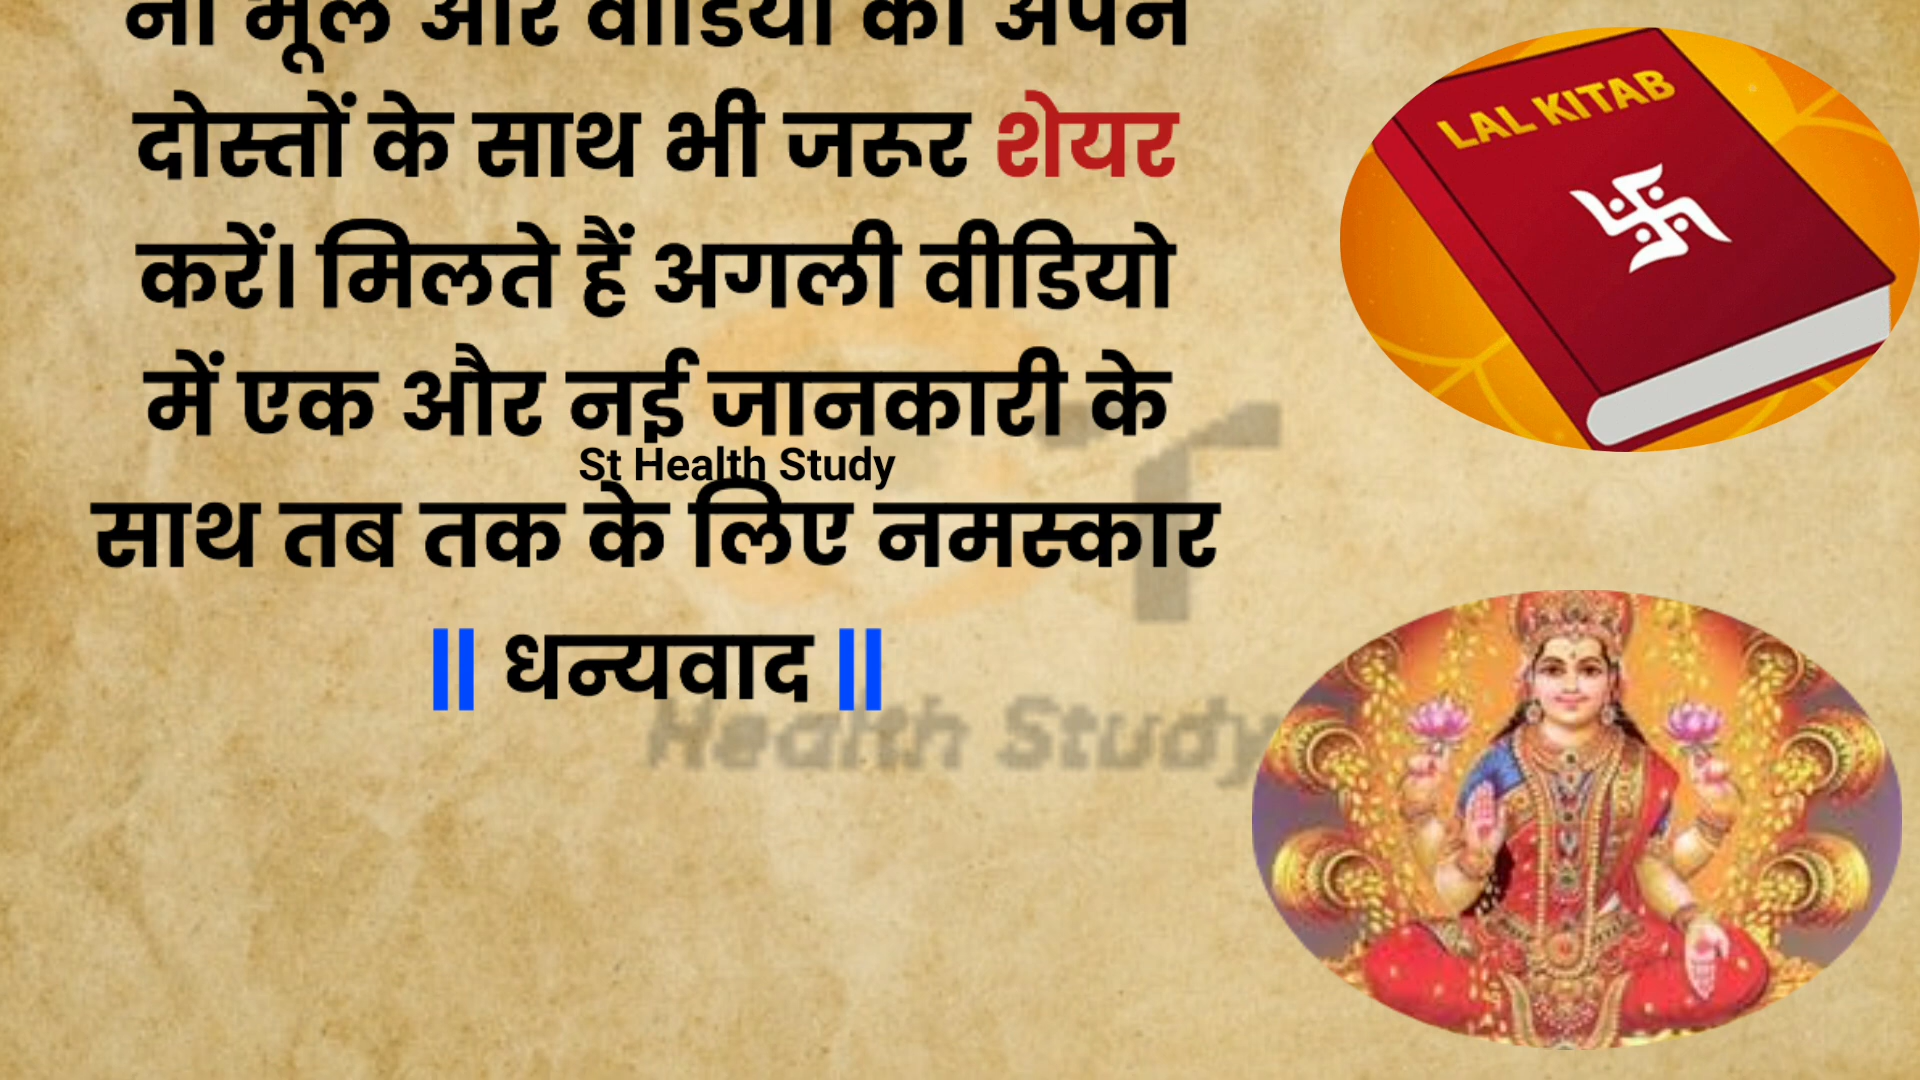 ना भूलें और वीडियो को अपने
दोस्तों के साथ भी जरूर शेयर
करें। मिलते हैं अगली वीडियो
में एक और नई जानकारी के
St Health Study
साथ तब तक के लिए नमस्कार
|| धन्यवाद ||
LAL KITAB
ST
Health Study